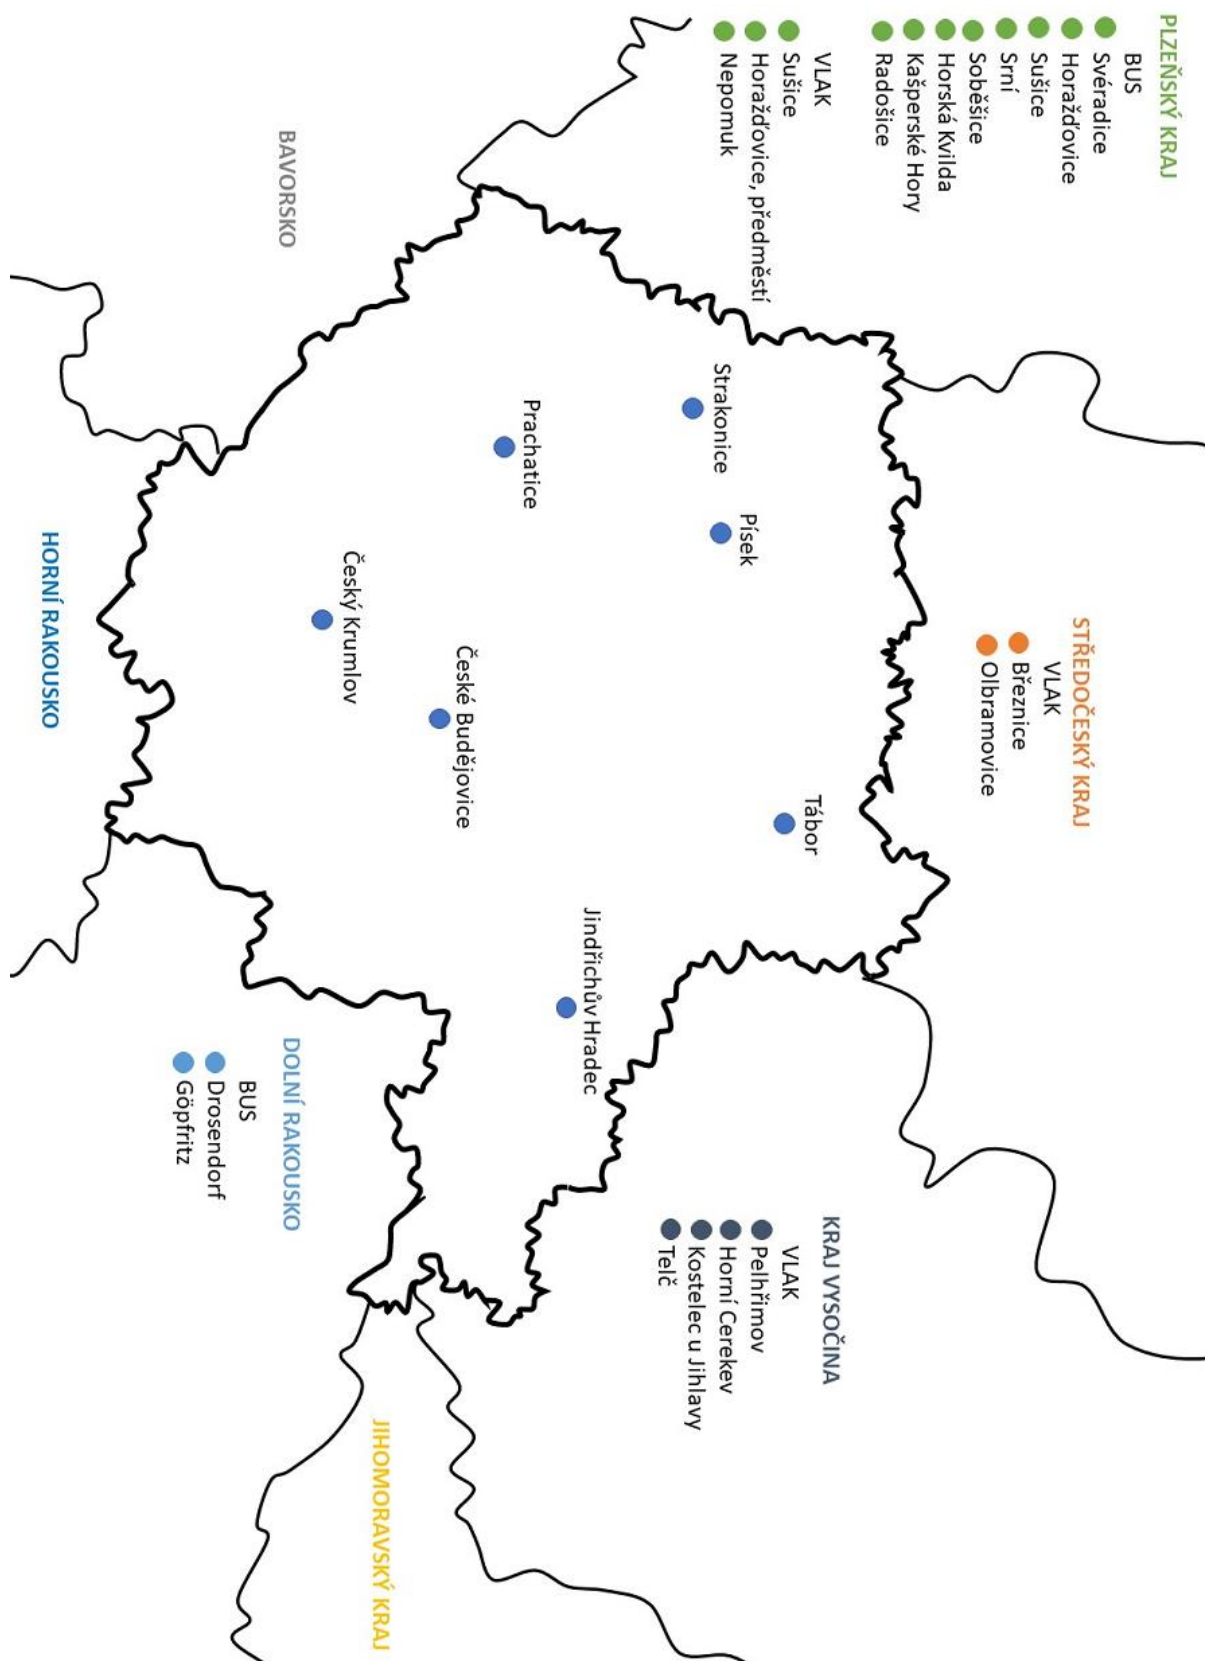 PLZEŇSKÝ KRAJ
BUS
Svéradice
Horažďovice
Sušice
Srní
Soběšice
Horská Kvilda
Kašperské Hory
Radošice
VLAK
Sušice
Horažďovice, předměstí
Nepomuk
STŘEDOČESKÝ KRAJ
VLAK
Březnice
Olbramovice
KRAJ VYSOČINA
VLAK
Pelhřimov
Horní Cerekev
Kostelec u Jihlavy
Telč
Tábor
Písek
Strakonice
Jindřichův Hradec
Prachatice
České Budějovice
Český Krumlov
JIHOMORAVSKÝ KRAJ
BAVORSKO
DOLNÍ RAKOUSKO
BUS
Drosendorf
Göpfritz
HORNÍ RAKOUSKO